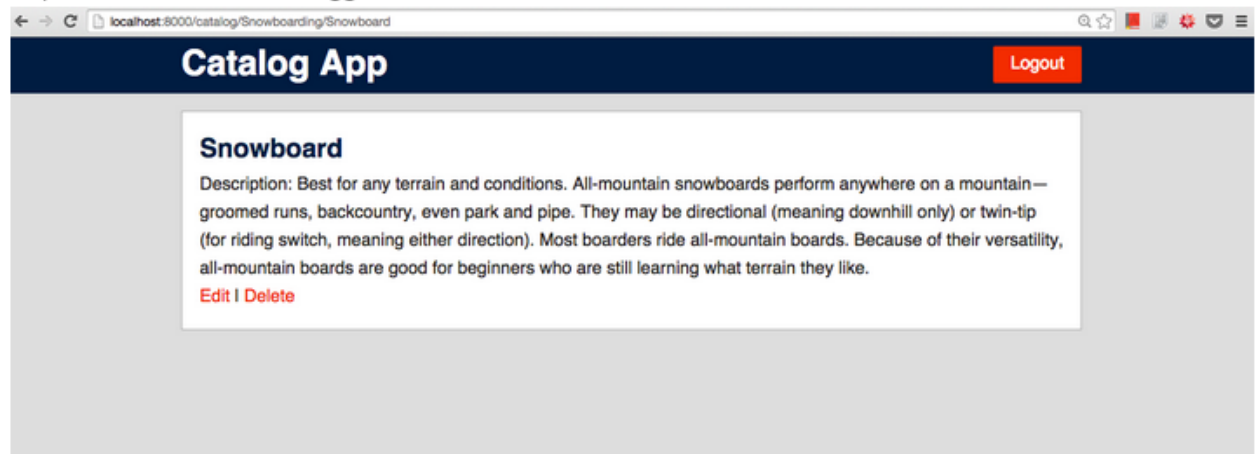 localhost:8000/catalog/Snowboarding/Snowboard
Catalog App
Logout
Snowboard
Description: Best for any terrain and conditions. All-mountain snowboards perform anywhere on a mountain—
groomed runs, backcountry, even park and pipe. They may be directional (meaning downhill only) or twin-tip
(for riding switch, meaning either direction). Most boarders ride all-mountain boards. Because of their versatility,
all-mountain boards are good for beginners who are still learning what terrain they like.
Edit | Delete